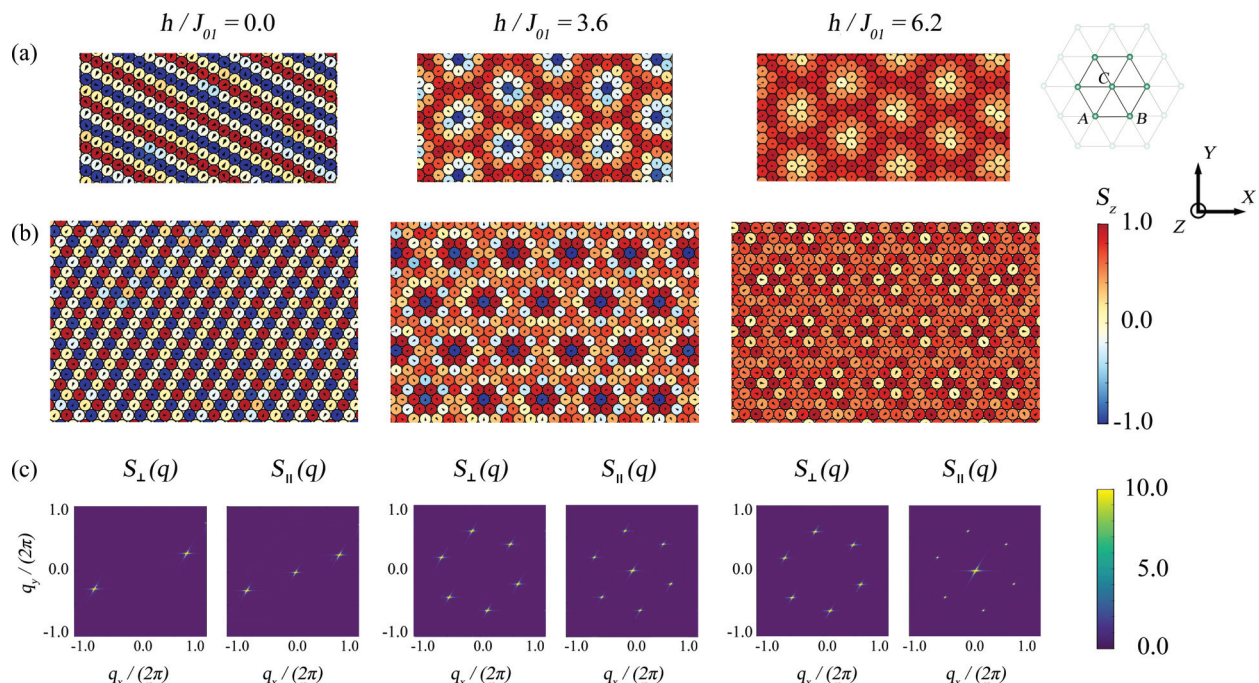 h / J01 = 0.0
h / J01 = 3.6
h / J01 = 6.2
(a)
C
A
B
Y
X
Z
Sz
1.0
0.0
-1.0
(b)
(c)
S⊥(q)
S॥(q)
S⊥(q)
S॥(q)
S⊥(q)
S॥(q)
1.0
0.0
-1.0
qy / (2π)
-1.0 0.0 1.0
qx / (2π)
-1.0 0.0 1.0
qx / (2π)
1.0
0.0
-1.0
-1.0 0.0 1.0
qx / (2π)
-1.0 0.0 1.0
qx / (2π)
1.0
0.0
-1.0
-1.0 0.0 1.0
qx / (2π)
-1.0 0.0 1.0
qx / (2π)
10.0
5.0
0.0